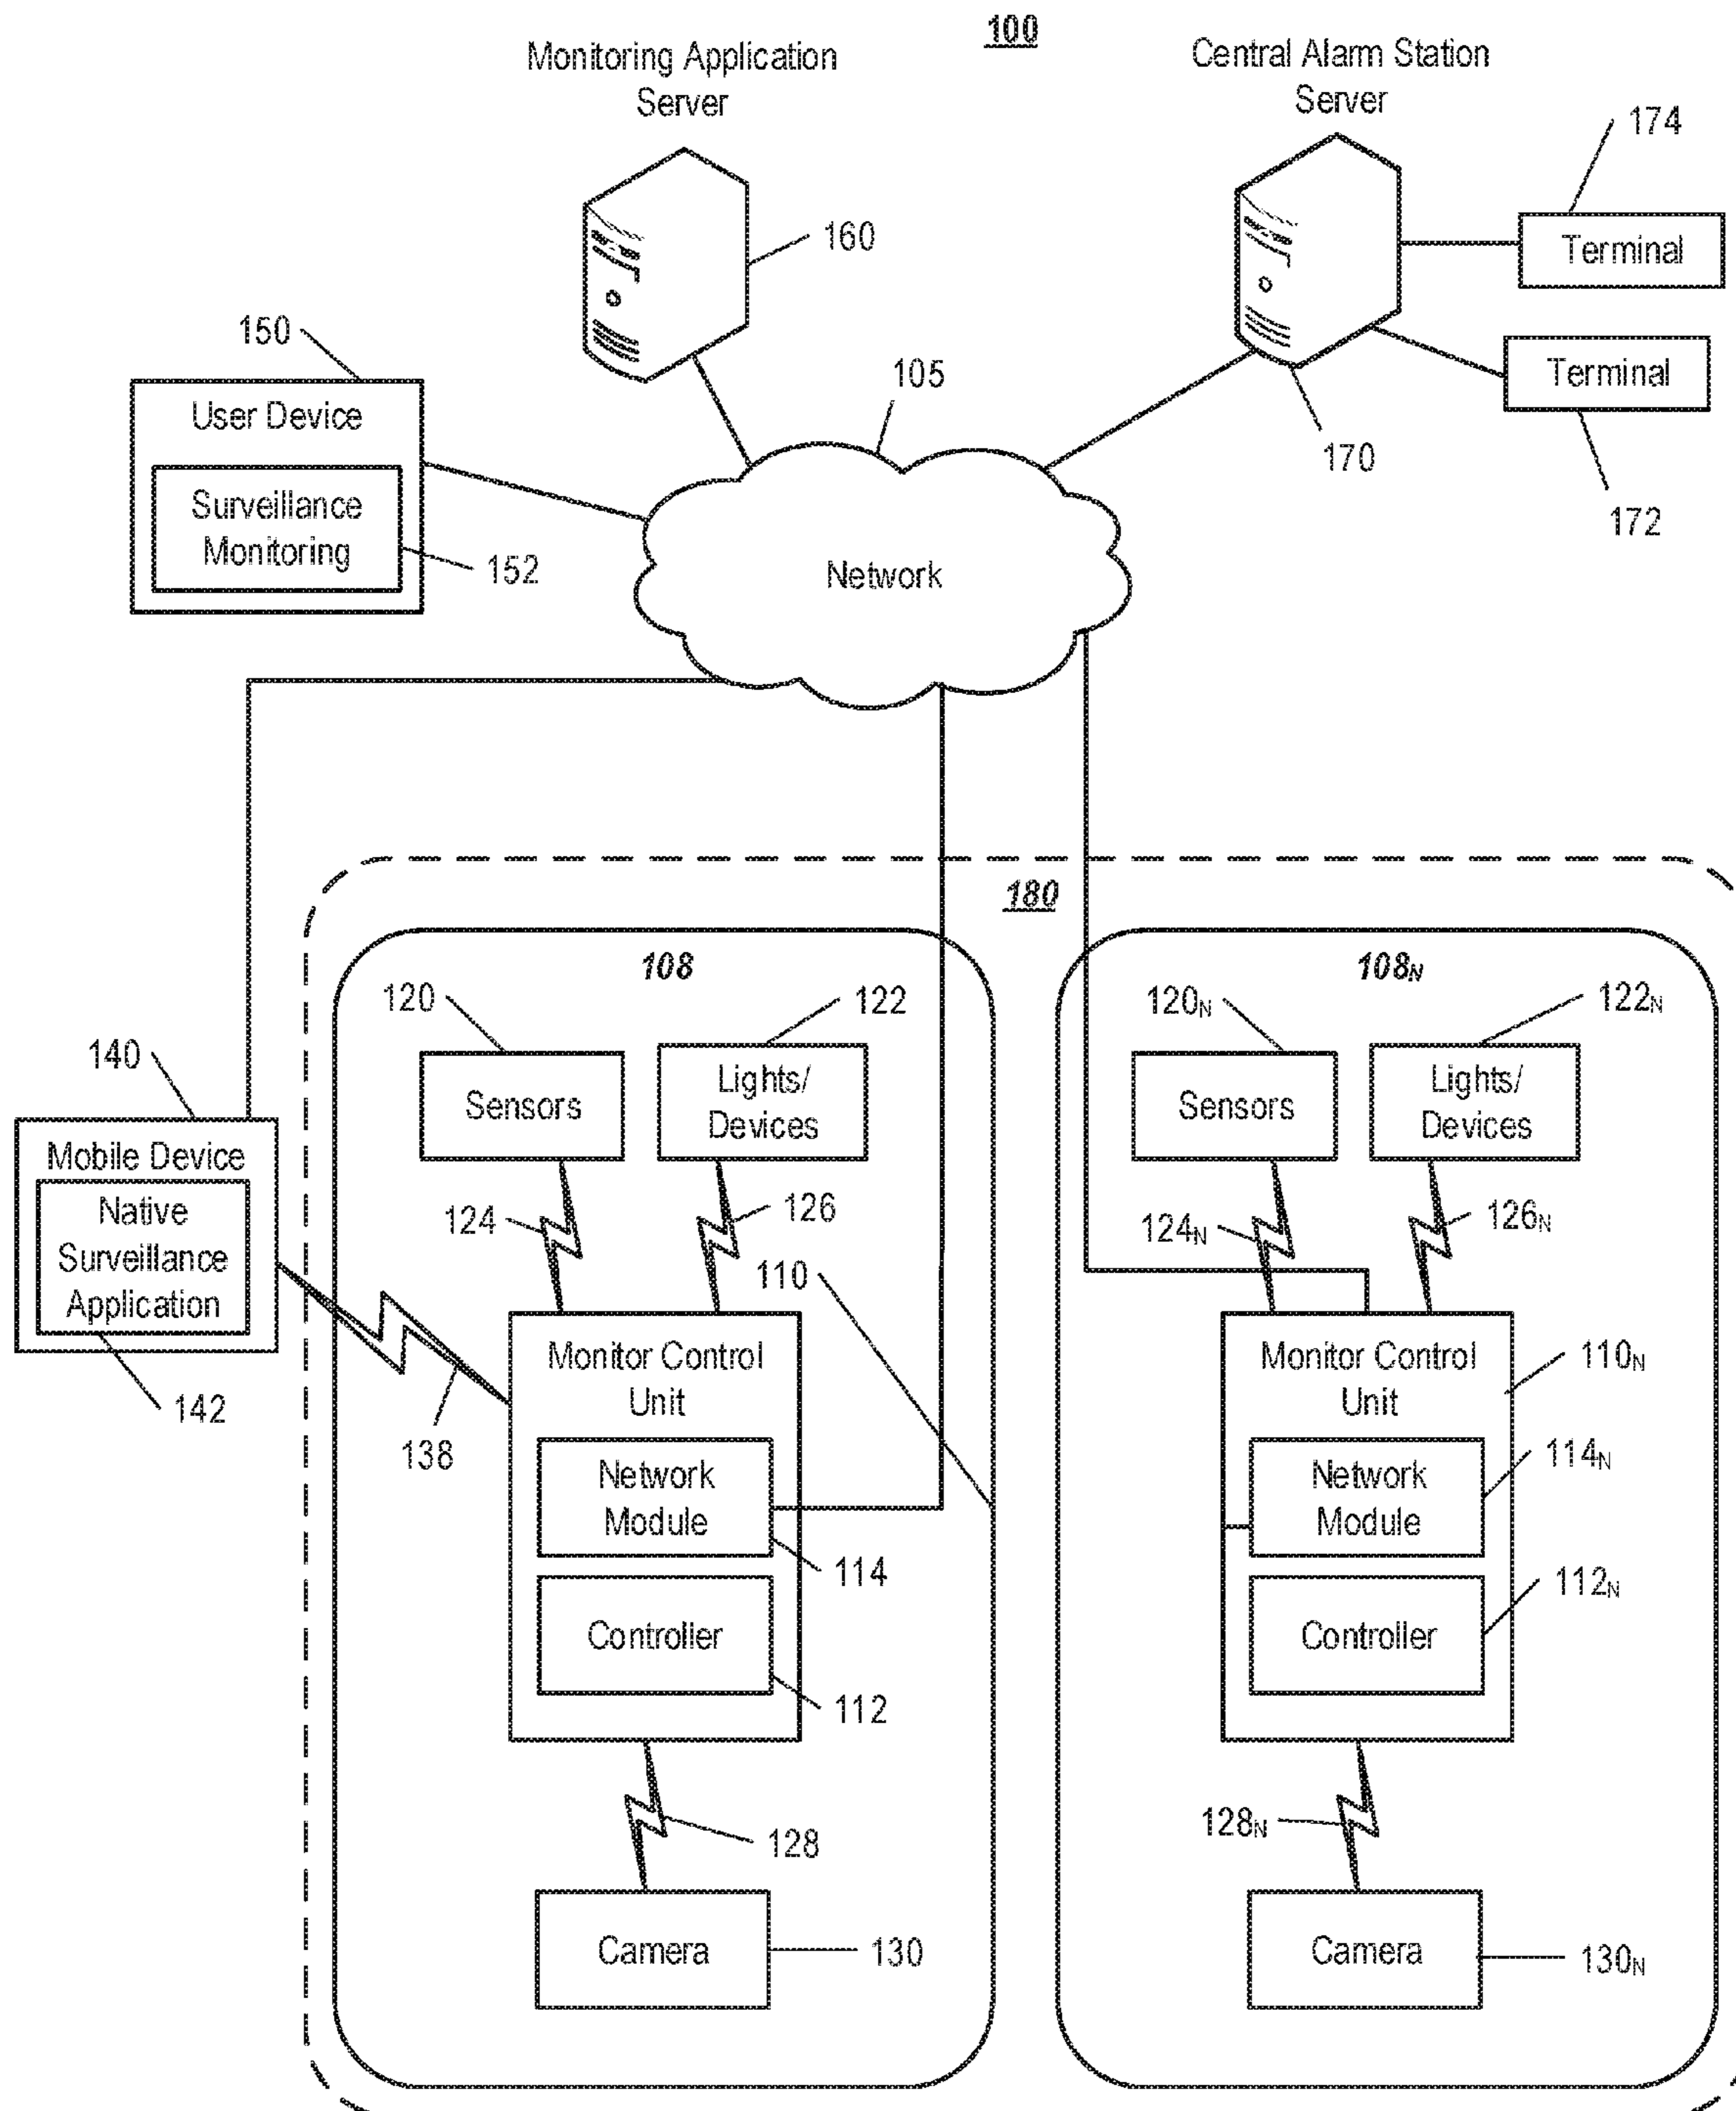 100
Monitoring Application
Server
Central Alarm Station
Server
174
Terminal
160
150
User Device
Surveillance
Monitoring
152
105
Terminal
170
172
Network
180
108
108N
120
122
120N
122N
140
Sensors
Lights/
Devices
Sensors
Lights/
Devices
Mobile Device
Native
Surveillance
Application
142
124
126
110
124N
126N
138
Monitor Control
Unit
Monitor Control
Unit
110N
Network
Module
114
Network
Module
114N
Controller
112
Controller
112N
128
128N
Camera
130
Camera
130N